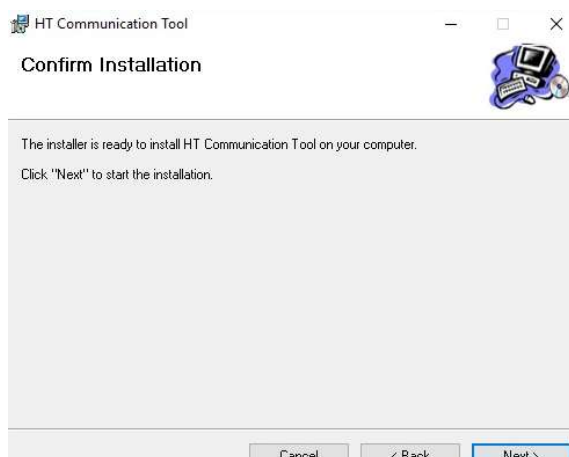 HT Communication Tool
Confirm Installation
The installer is ready to install HT Communication Tool on your computer.
Click "Next" to start the installation.
Cancel < Back Next >